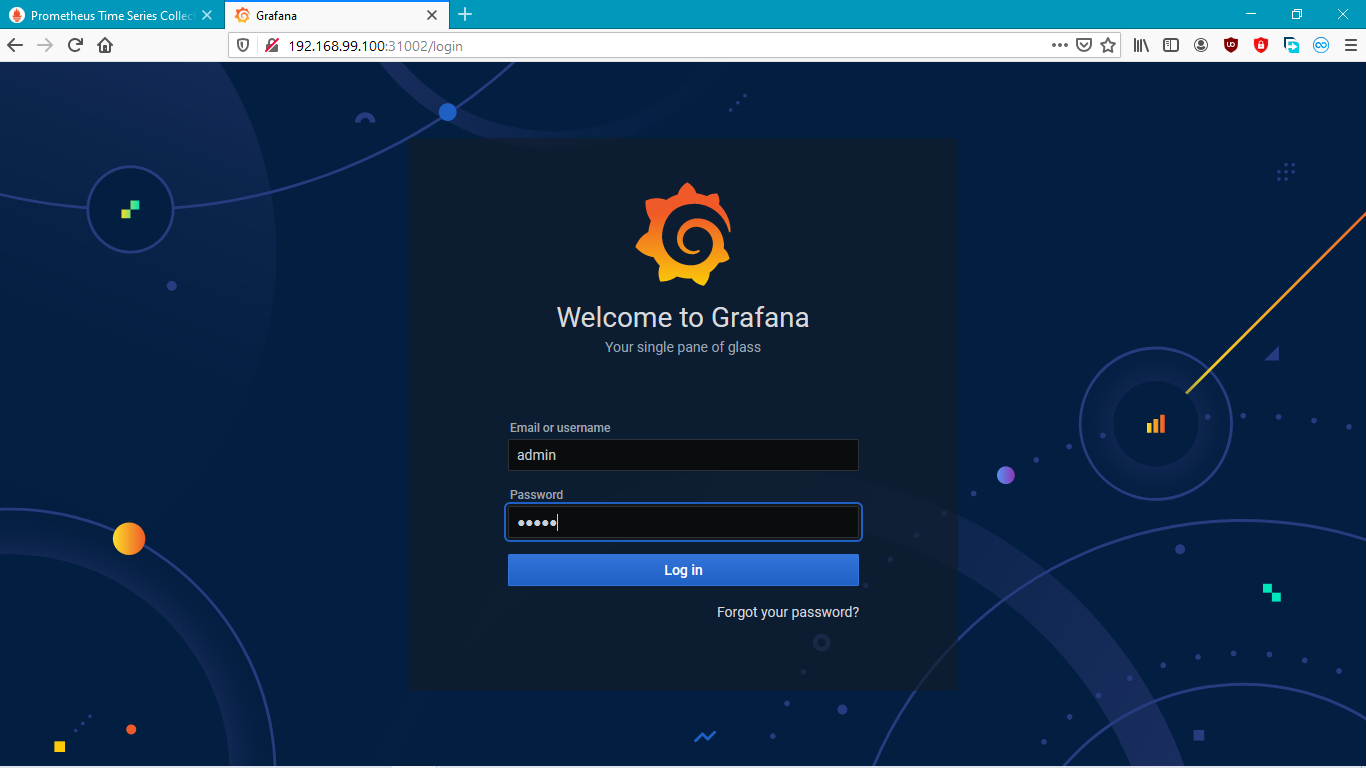 Prometheus Time Series Collec
Grafana
192.168.99.100:31002/login
Welcome to Grafana
Your single pane of glass
Email or username
admin
Password
●●●●●
Log in
Forgot your password?